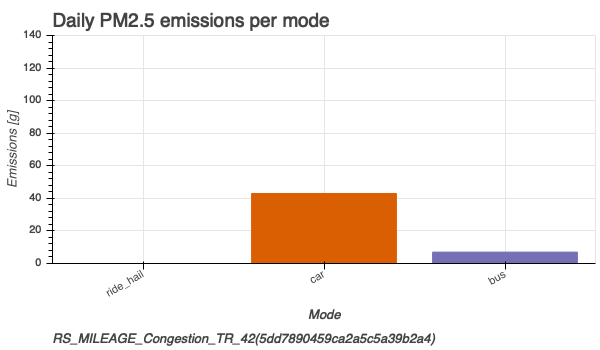 Daily PM2.5 emissions per mode
140
120
100
80
60
40
20
0
Emissions [g]
ride_hail
car
bus
Mode
RS_MILEAGE_Congestion_TR_42(5dd7890459ca2a5c5a39b2a4)